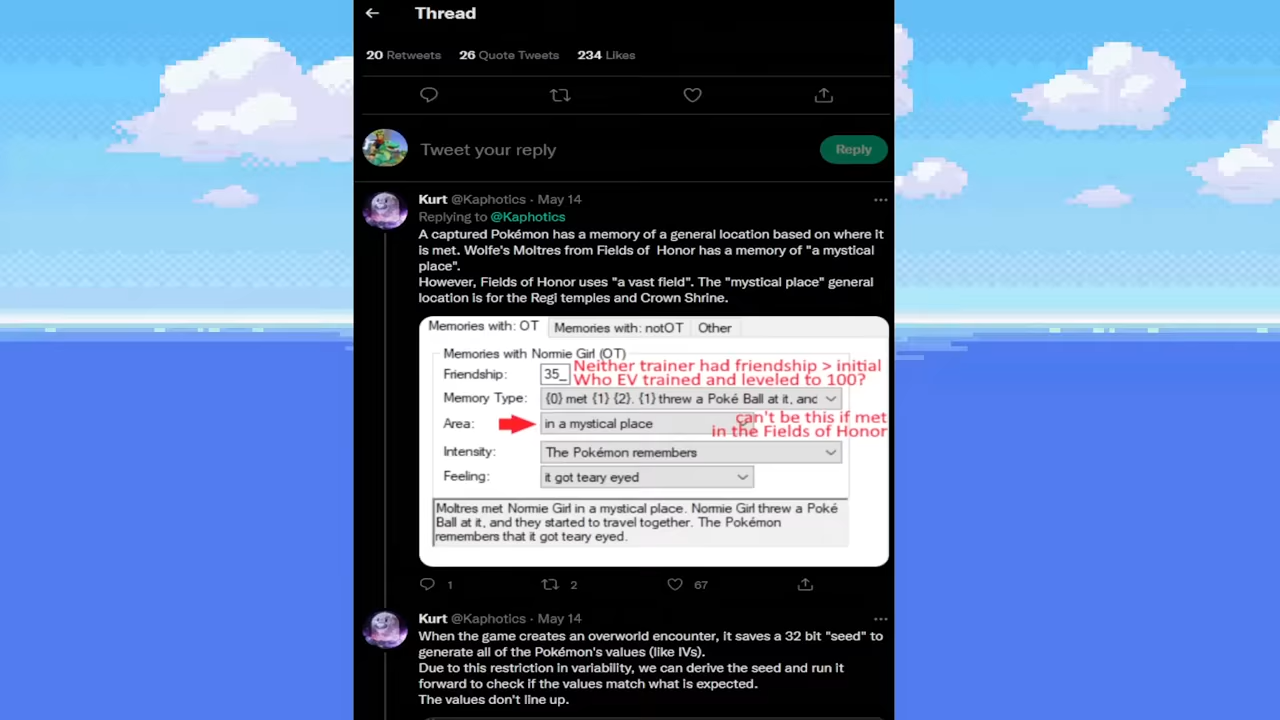 Thread
20 Retweets 26 Quote Tweets 234 Likes
Tweet your reply
Reply
Kurt @Kaphotics · May 14
Replying to @Kaphotics
A captured Pokémon has a memory of a general location based on where it
is met. Wolfe's Moltres from Fields of Honor has a memory of "a mystical
place".
However, Fields of Honor uses "a vast field". The "mystical place" general
location is for the Regi temples and Crown Shrine.
Memories with: OT Memories with: notOT Other
Memories with Normie Girl (OT)
Friendship: 35_ Neither trainer had friendship > initial
Who EV trained and leveled to 100?
Memory Type: {0} met {1} {2}. {1} threw a Poké Ball at it, and
Area: in a mystical place can't be this if met
in the Fields of Honor
Intensity: The Pokémon remembers
Feeling: it got teary eyed
Moltres met Normie Girl in a mystical place. Normie Girl threw a Poké
Ball at it, and they started to travel together. The Pokémon
remembers that it got teary eyed.
1 2 67
Kurt @Kaphotics · May 14
When the game creates an overworld encounter, it saves a 32 bit "seed" to
generate all of the Pokémon's values (like IVs).
Due to this restriction in variability, we can derive the seed and run it
forward to check if the values match what is expected.
The values don't line up.